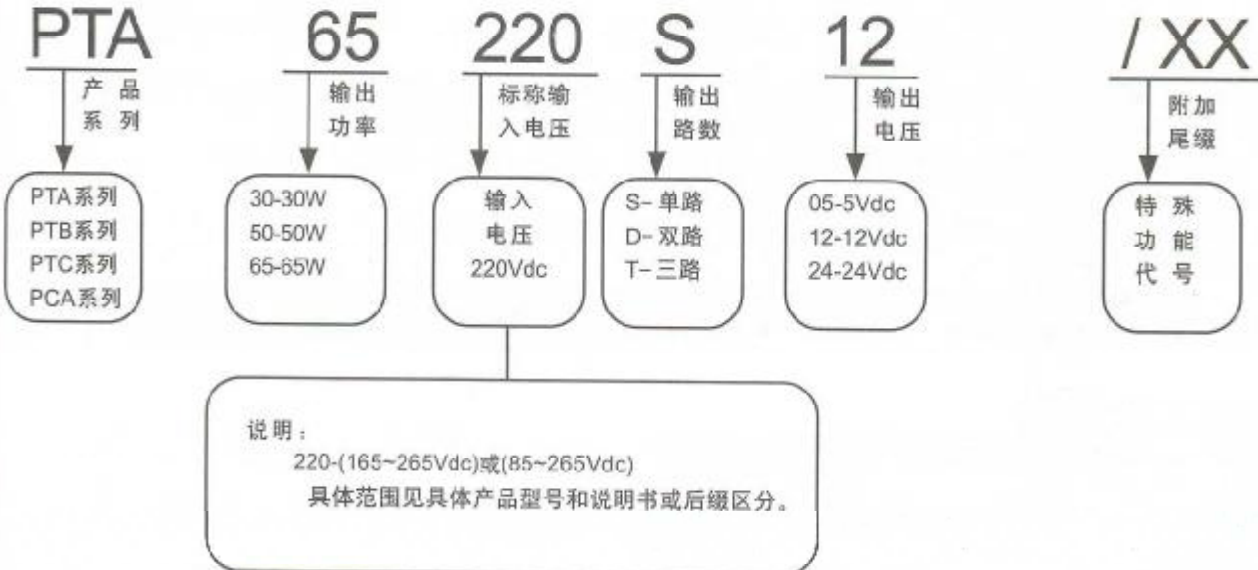 PTA 65 220 S 12 / XX
产 品
系 列
输出
功率
标称输
入电压
输出
路数
输出
电压
附加
尾缀
PTA系列
PTB系列
PTC系列
PCA系列
30-30W
50-50W
65-65W
输入
电压
220Vdc
S- 单路
D- 双路
T- 三路
05-5Vdc
12-12Vdc
24-24Vdc
特 殊
功 能
代 号
说明：
220-(165~265Vdc)或(85~265Vdc)
具体范围见具体产品型号和说明书或后缀区分。